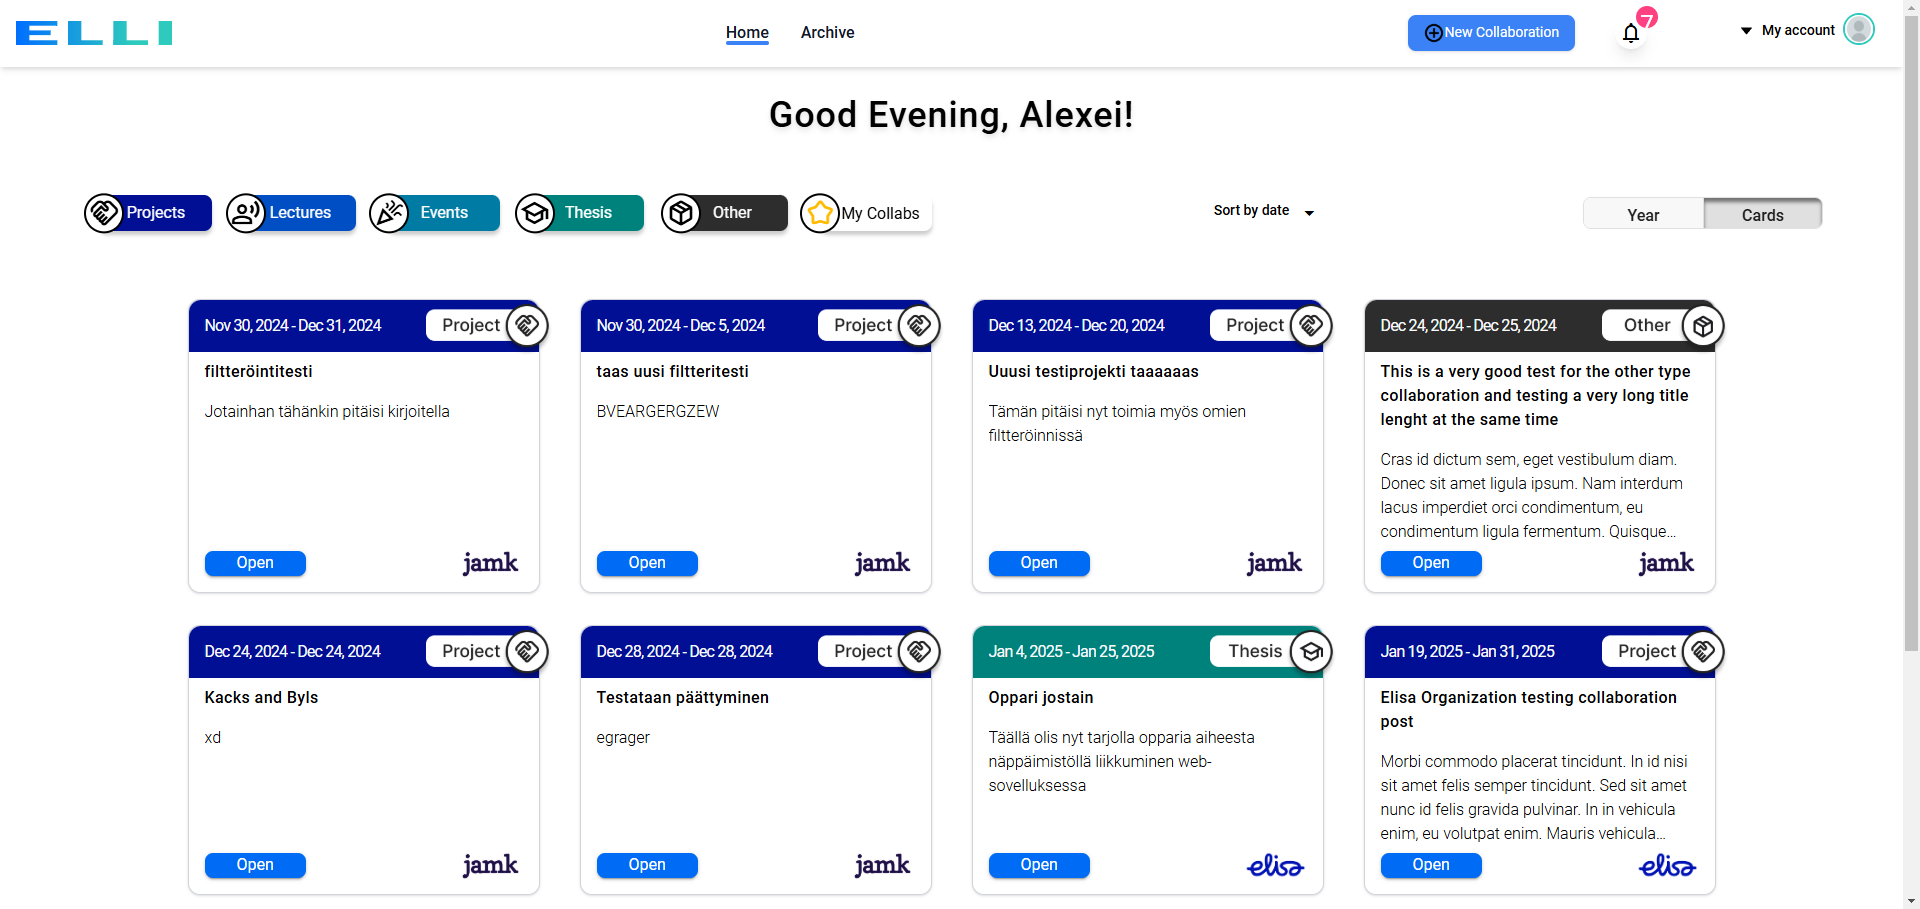 ELLI
Home
Archive
New Collaboration
7
My account
Good Evening, Alexei!
Projects
Lectures
Events
Thesis
Other
My Collabs
Sort by date
Year
Cards
Nov 30, 2024 - Dec 31, 2024
Project
filtteröintitesti
Jotainhan tähänkin pitäisi kirjoitella
Open
jamk
Nov 30, 2024 - Dec 5, 2024
Project
taas uusi filtteritesti
BVEARGERGZEW
Open
jamk
Dec 13, 2024 - Dec 20, 2024
Project
Uuusi testiprojekti taaaaaas
Tämän pitäisi nyt toimia myös omien
filtteröinnissä
Open
jamk
Dec 24, 2024 - Dec 25, 2024
Other
This is a very good test for the other type
collaboration and testing a very long title
lenght at the same time
Cras id dictum sem, eget vestibulum diam.
Donec sit amet ligula ipsum. Nam interdum
lacus imperdiet orci condimentum, eu
condimentum ligula fermentum. Quisque...
Open
jamk
Dec 24, 2024 - Dec 24, 2024
Project
Kacks and Byls
xd
Open
jamk
Dec 28, 2024 - Dec 28, 2024
Project
Testataan päättyminen
egrager
Open
jamk
Jan 4, 2025 - Jan 25, 2025
Thesis
Oppari jostain
Täällä olis nyt tarjolla opparia aiheesta
näppäimistöllä liikkuminen web-
sovelluksessa
Open
elisa
Jan 19, 2025 - Jan 31, 2025
Project
Elisa Organization testing collaboration
post
Morbi commodo placerat tincidunt. In id nisi
sit amet felis semper tincidunt. Sed sit amet
nunc id felis gravida pulvinar. In in vehicula
enim, eu volutpat enim. Mauris vehicula...
Open
elisa